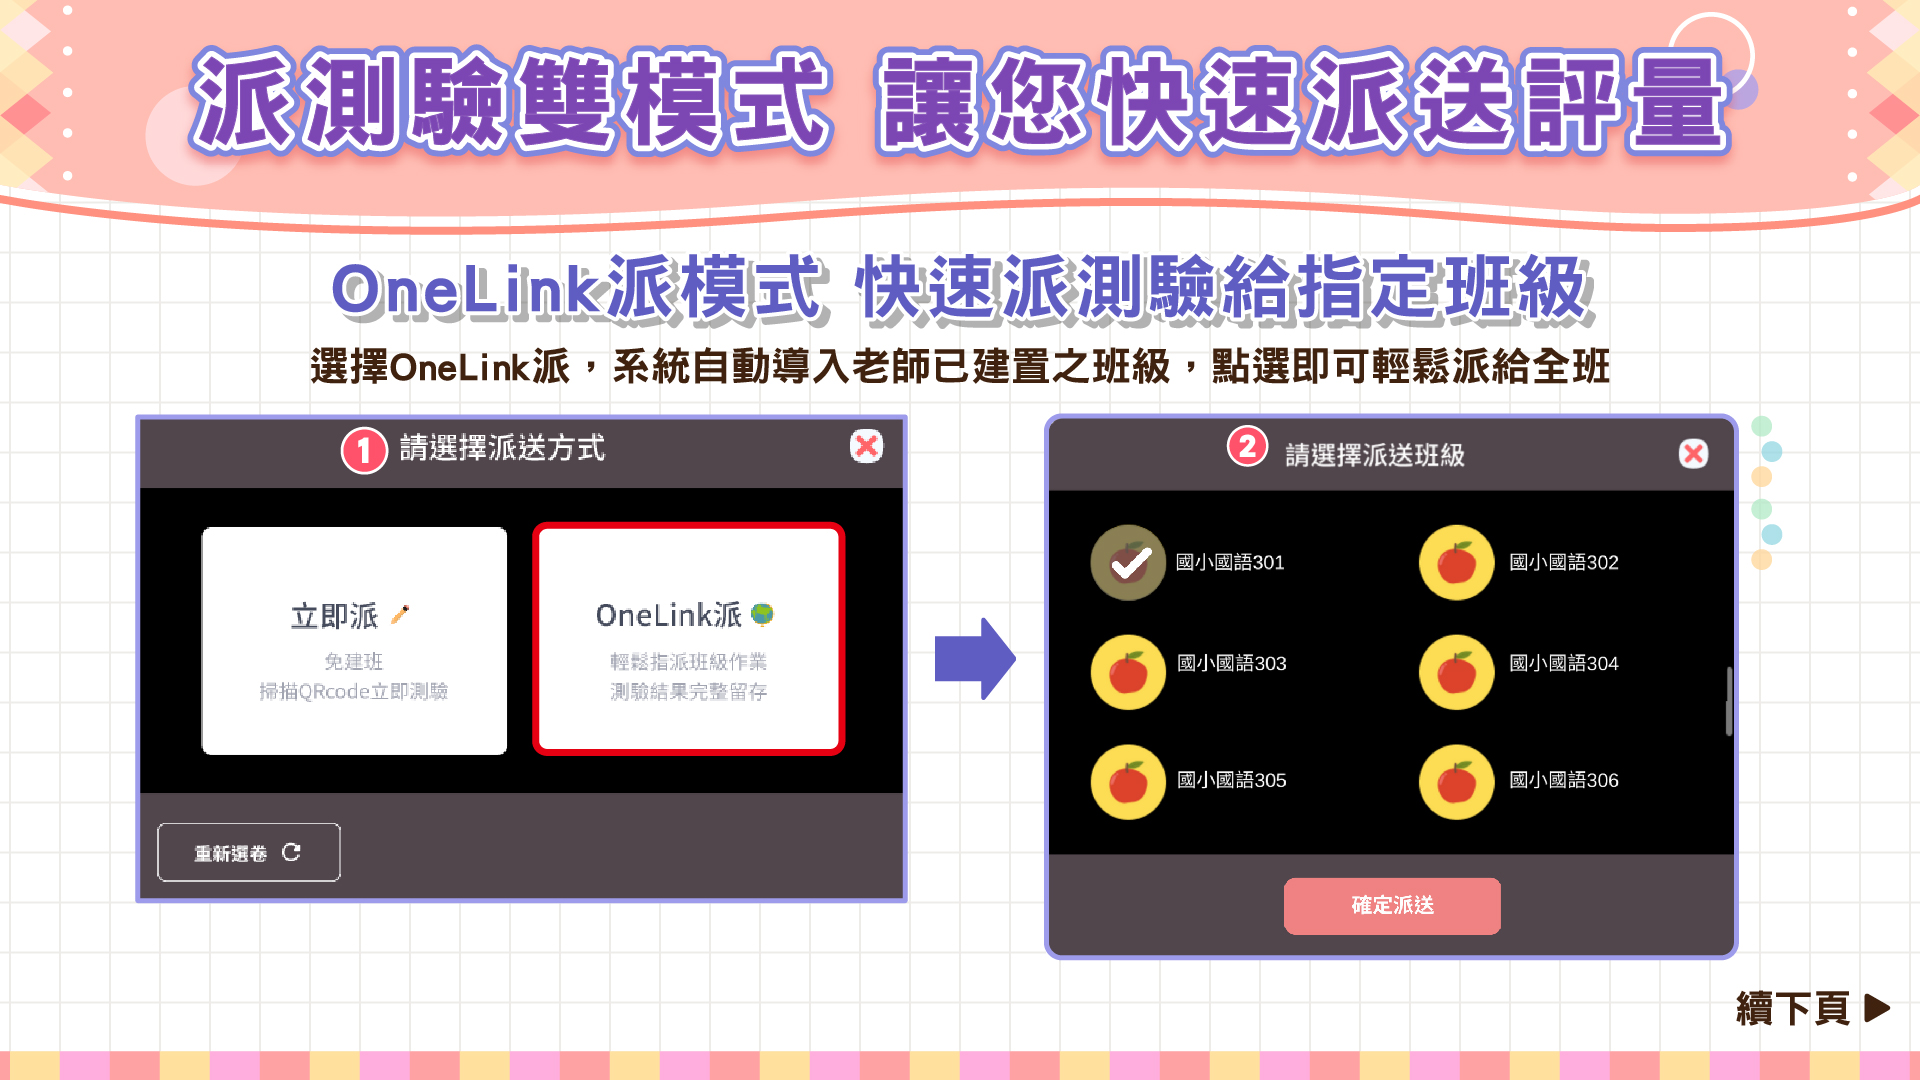 派測驗雙模式 讓您快速派送評量
OneLink派模式 快速派測驗給指定班級
選擇OneLink派，系統自動導入老師已建置之班級，點選即可輕鬆派給全班
1 請選擇派送方式
立即派
免建班
掃描QRcode立即測驗
OneLink派
輕鬆指派班級作業
測驗結果完整留存
重新選卷
2 請選擇派送班級
國小國語301
國小國語302
國小國語303
國小國語304
國小國語305
國小國語306
確定派送
續下頁